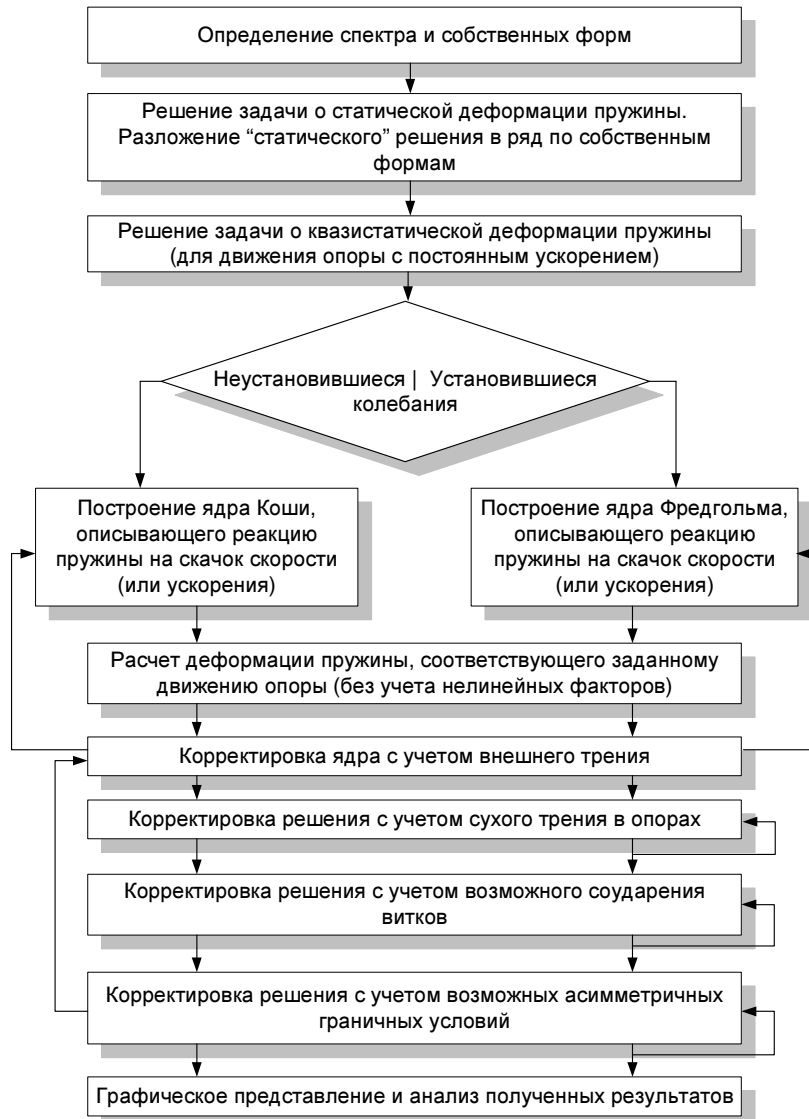 Определение спектра и собственных форм
Решение задачи о статической деформации пружины.
Разложение “статического” решения в ряд по собственным
формам
Решение задачи о квазистатической деформации пружины
(для движения опоры с постоянным ускорением)
Неустановившиеся | Установившиеся
колебания
Построение ядра Коши,
описывающего реакцию
пружины на скачок скорости
(или ускорения)
Построение ядра Фредгольма,
описывающего реакцию
пружины на скачок скорости
(или ускорения)
Расчет деформации пружины, соответствующего заданному
движению опоры (без учета нелинейных факторов)
Корректировка ядра с учетом внешнего трения
Корректировка решения с учетом сухого трения в опорах
Корректировка решения с учетом возможного соударения
витков
Корректировка решения с учетом возможных асимметричных
граничных условий
Графическое представление и анализ полученных результатов